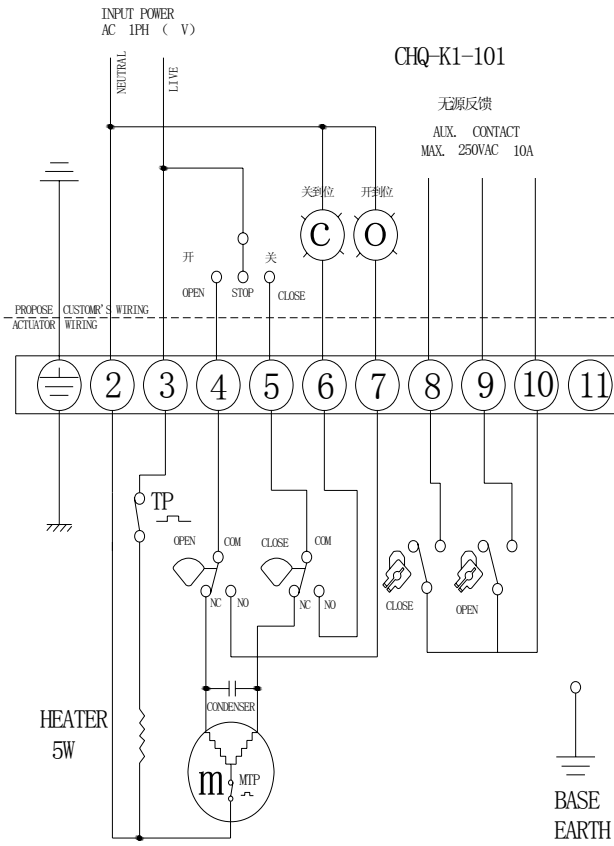 INPUT POWER
AC 1PH ( V)
NEUTRAL
LIVE
CHQ-K1-101
无源反馈
AUX. CONTACT
MAX. 250VAC 10A
关到位
开到位
C
O
开
关
OPEN
STOP
CLOSE
PROPOSE CUSTOMR'S WIRING
ACTUATOR WIRING
2
3
4
5
6
7
8
9
10
11
TP
OPEN
COM
CLOSE
COM
NC
NO
NC
NO
CLOSE
OPEN
CONDENSER
HEATER
5W
m
MTP
BASE
EARTH